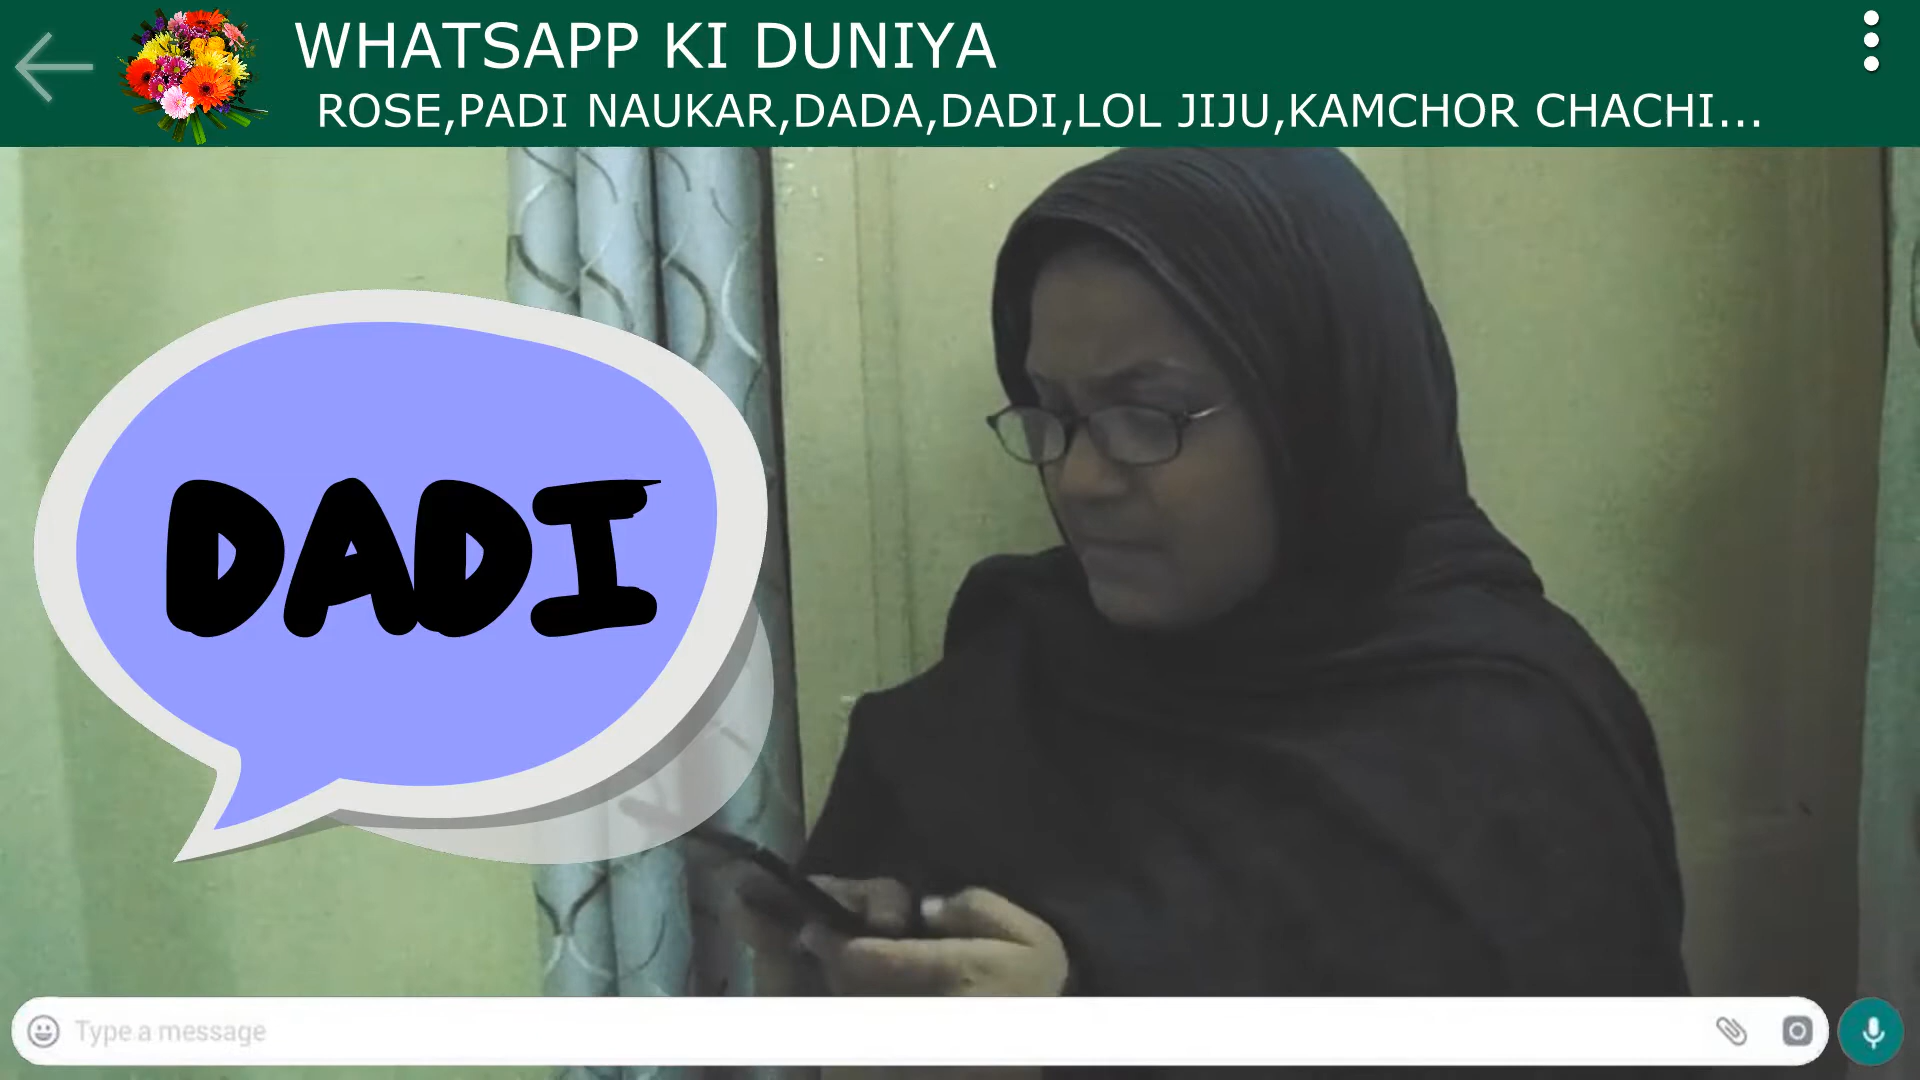 WHATSAPP KI DUNIYA
ROSE,PADI NAUKAR,DADA,DADI,LOL JIJU,KAMCHOR CHACHI...
DADI
Type a message